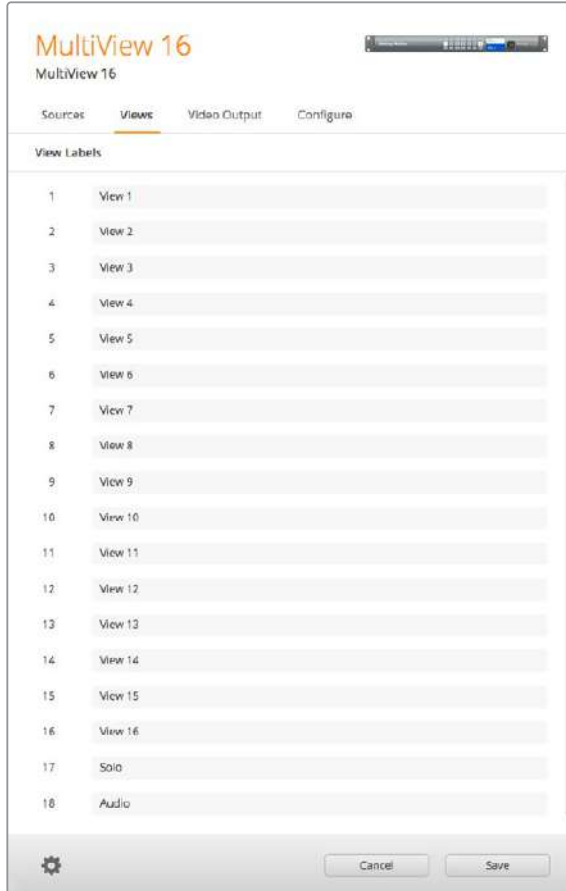 MultiView 16
MultiView 16
Sources Views Video Output Configure
View Labels
1 View 1
2 View 2
3 View 3
4 View 4
5 View 5
6 View 6
7 View 7
8 View 8
9 View 9
10 View 10
11 View 11
12 View 12
13 View 13
14 View 14
15 View 15
16 View 16
17 Solo
18 Audio
Cancel Save